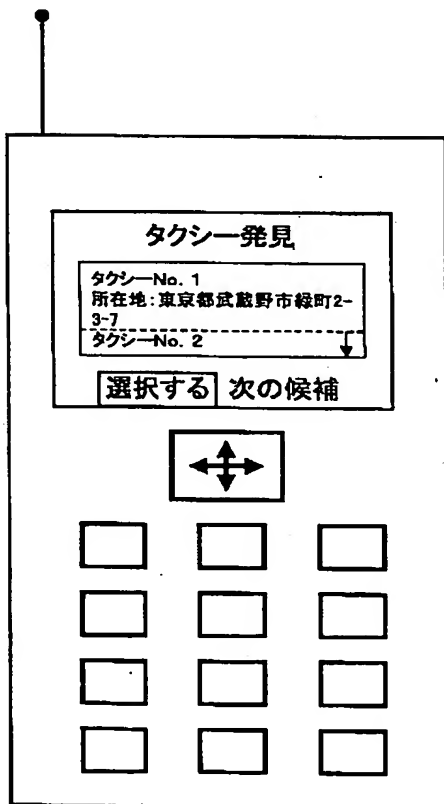 タクシー発見
タクシーNo. 1
所在地:東京都武蔵野市緑町2-
3-7
タクシーNo. 2
選択する 次の候補